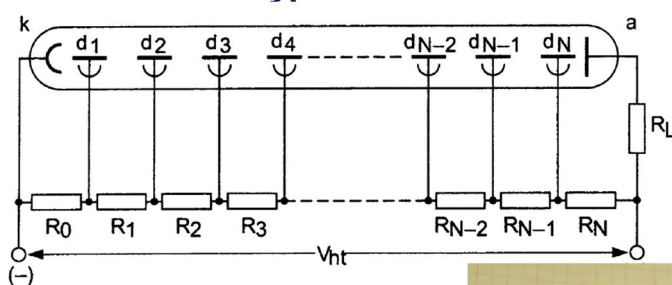 k a
d1 d2 d3 d4 dN–2 dN–1 dN
RL
R0 R1 R2 R3 RN–2 RN–1 RN
Vht
(–)